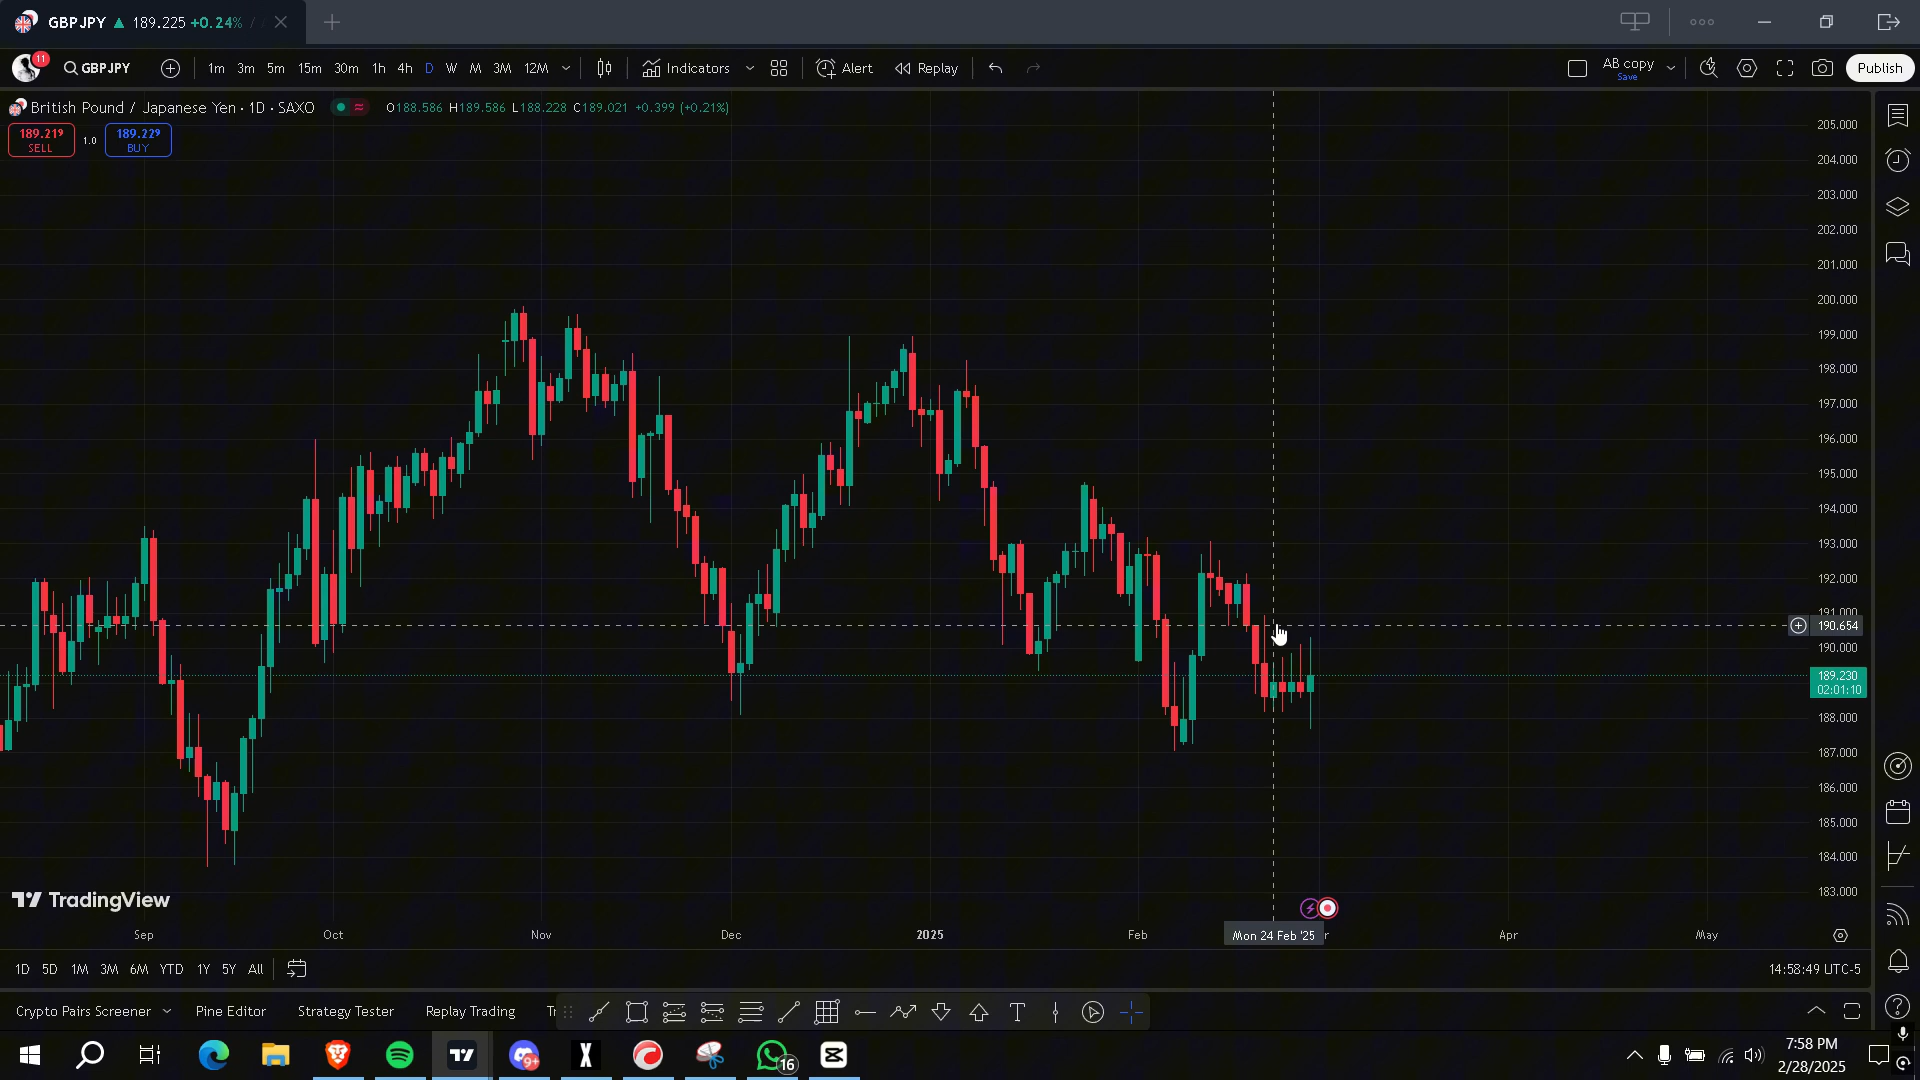 GBPJPY ▲ 189.225 +0.24% /
11
GBPJPY 1m 3m 5m 15m 30m 1h 4h D W M 3M 12M Indicators Alert Replay AB copy Save Publish
British Pound / Japanese Yen · 1D · SAXO O188.586 H189.586 L188.228 C189.021 +0.399 (+0.21%)
189.219 1.0 189.229
SELL BUY
205.000
204.000
203.000
202.000
201.000
200.000
199.000
198.000
197.000
196.000
195.000
194.000
193.000
192.000
191.000
190.654
190.000
189.230
02:01:10
188.000
187.000
186.000
185.000
184.000
183.000
TradingView
Sep Oct Nov Dec 2025 Feb Mon 24 Feb '25 r Apr May
1D 5D 1M 3M 6M YTD 1Y 5Y All 14:58:49 UTC-5
Crypto Pairs Screener Pine Editor Strategy Tester Replay Trading Tr
9+ 16
7:58 PM
2/28/2025